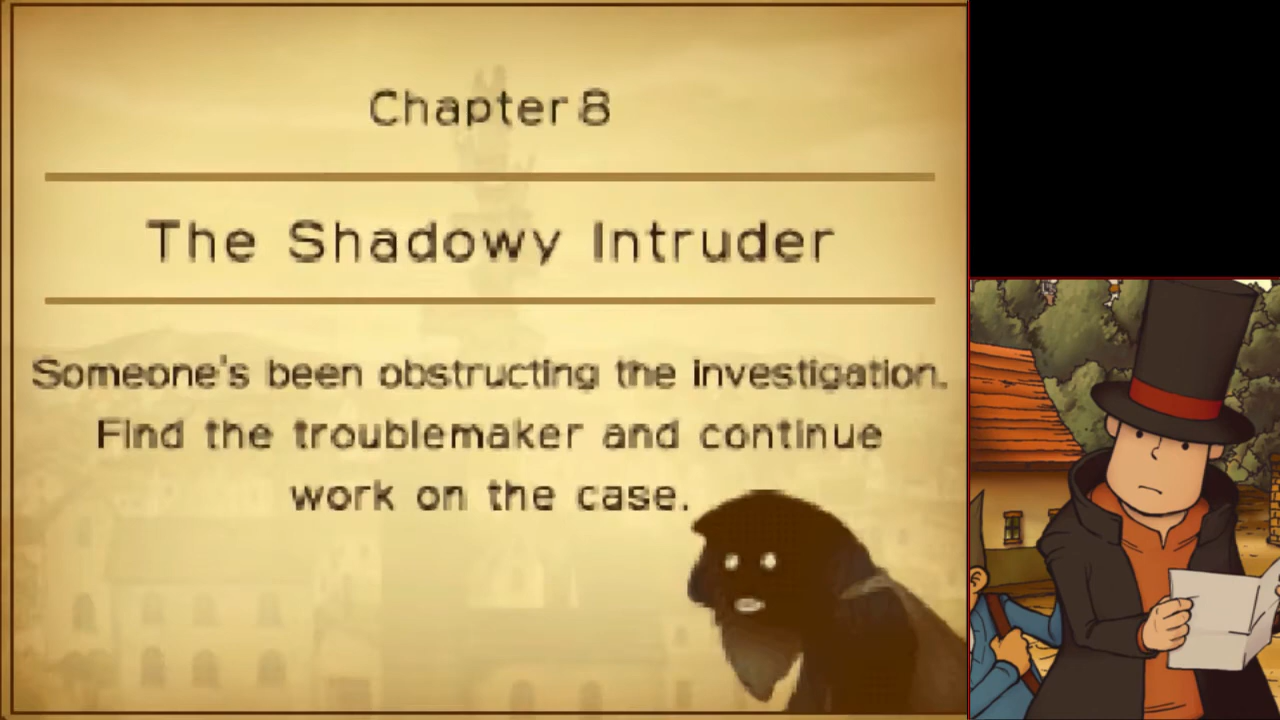 Chapter 8
The Shadowy Intruder
Someone's been obstructing the investigation.
Find the troublemaker and continue
work on the case.